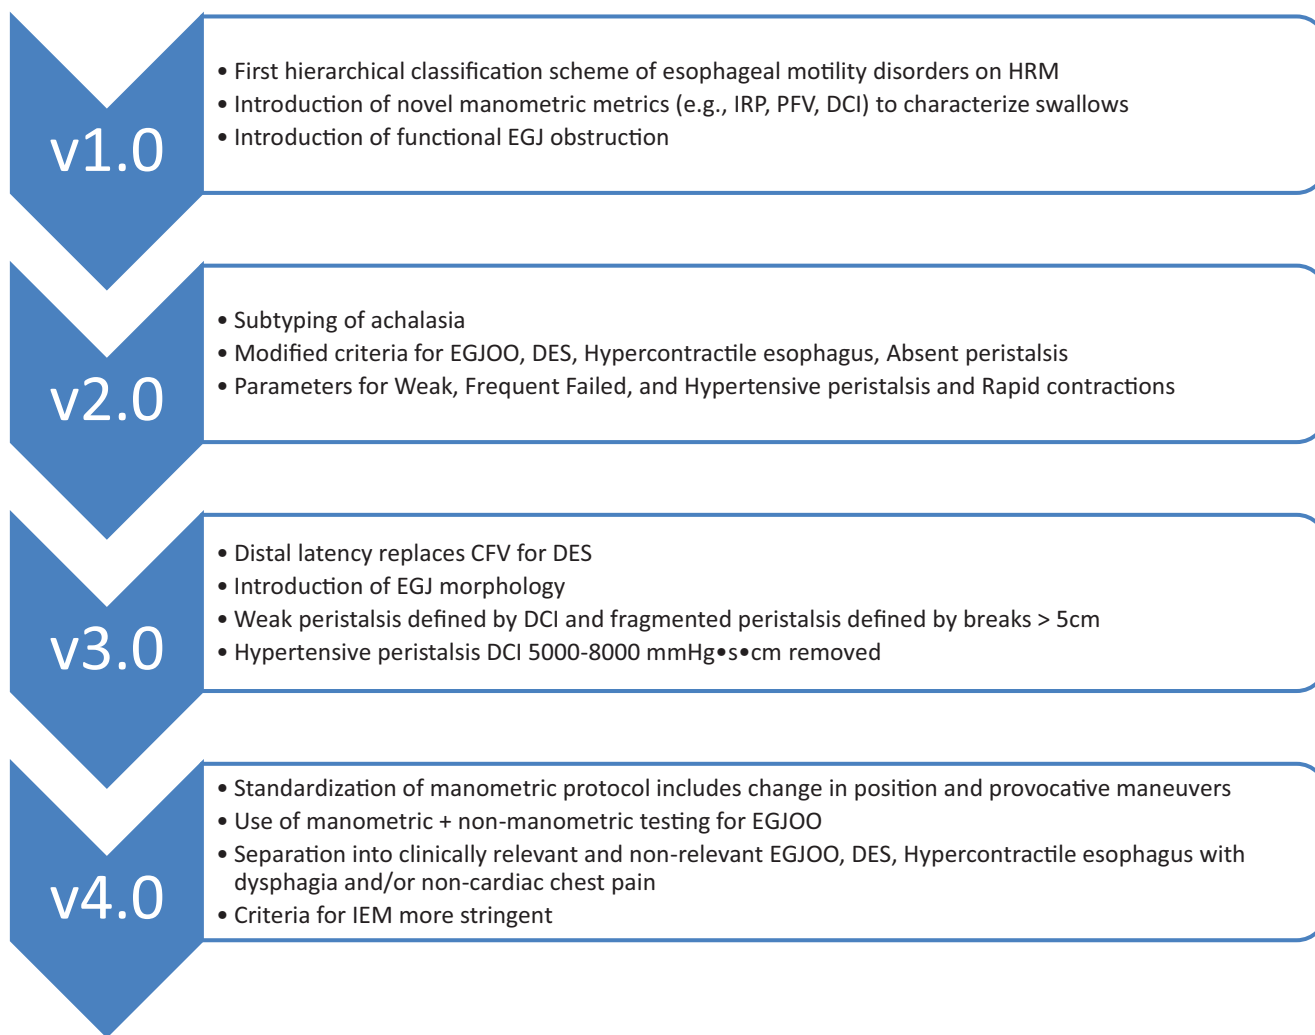 v1.0
• First hierarchical classification scheme of esophageal motility disorders on HRM
• Introduction of novel manometric metrics (e.g., IRP, PFV, DCI) to characterize swallows
• Introduction of functional EGJ obstruction
v2.0
• Subtyping of achalasia
• Modified criteria for EGJOO, DES, Hypercontractile esophagus, Absent peristalsis
• Parameters for Weak, Frequent Failed, and Hypertensive peristalsis and Rapid contractions
v3.0
• Distal latency replaces CFV for DES
• Introduction of EGJ morphology
• Weak peristalsis defined by DCI and fragmented peristalsis defined by breaks > 5cm
• Hypertensive peristalsis DCI 5000-8000 mmHg•s•cm removed
v4.0
• Standardization of manometric protocol includes change in position and provocative maneuvers
• Use of manometric + non-manometric testing for EGJOO
• Separation into clinically relevant and non-relevant EGJOO, DES, Hypercontractile esophagus with
dysphagia and/or non-cardiac chest pain
• Criteria for IEM more stringent